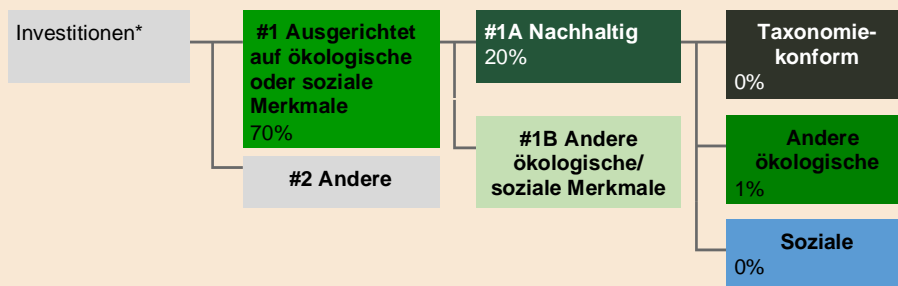 Investitionen*
#1 Ausgerichtet
auf ökologische
oder soziale
Merkmale
70%
#2 Andere
#1A Nachhaltig
20%
#1B Andere
ökologische/
soziale Merkmale
Taxonomie-
konform
0%
Andere
ökologische
1%
Soziale
0%